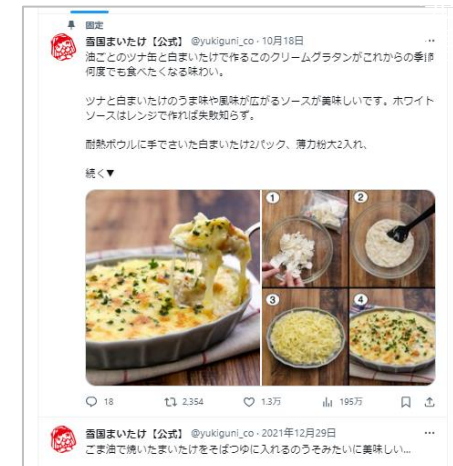 固定
雪国まいたけ【公式】 @yukiguni_co · 10月18日
油ごとのツナ缶と白まいたけで作るこのクリームグラタンがこれからの季節
何度でも食べたくなる味わい。
ツナと白まいたけのうま味や風味が広がるソースが美味しいです。ホワイト
ソースはレンジで作れば失敗知らず。
耐熱ボウルに手でさいた白まいたけ2パック、薄力粉大2入れ、
続く▼
1
2
3
4
18 2,354 1.3万 195万
雪国まいたけ【公式】 @yukiguni_co · 2021年12月29日
ごま油で焼いたまいたけをそばつゆに入れるのうそみたいに美味しい...